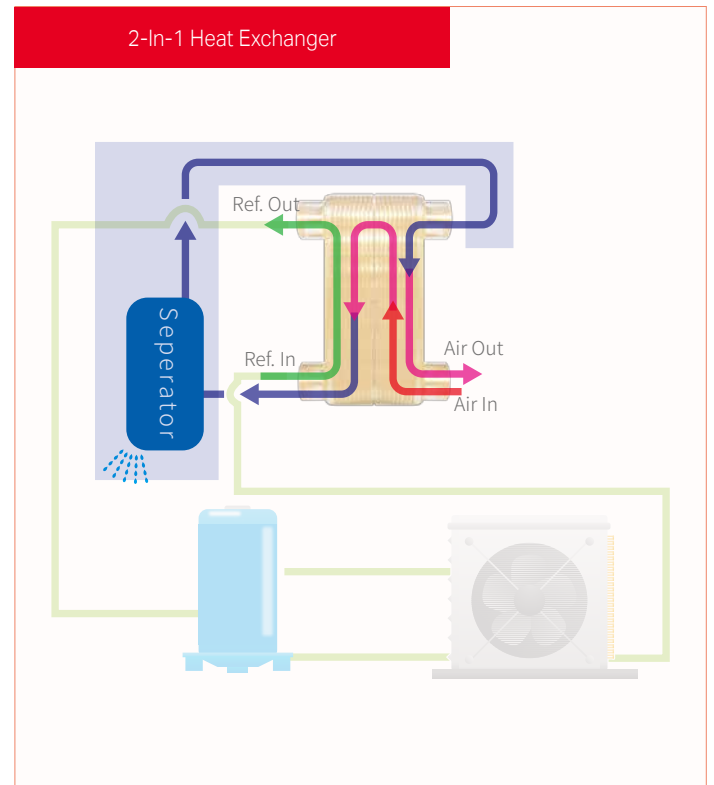 2-In-1 Heat Exchanger
Ref. Out
Seperator
Ref. In
Air Out
Air In